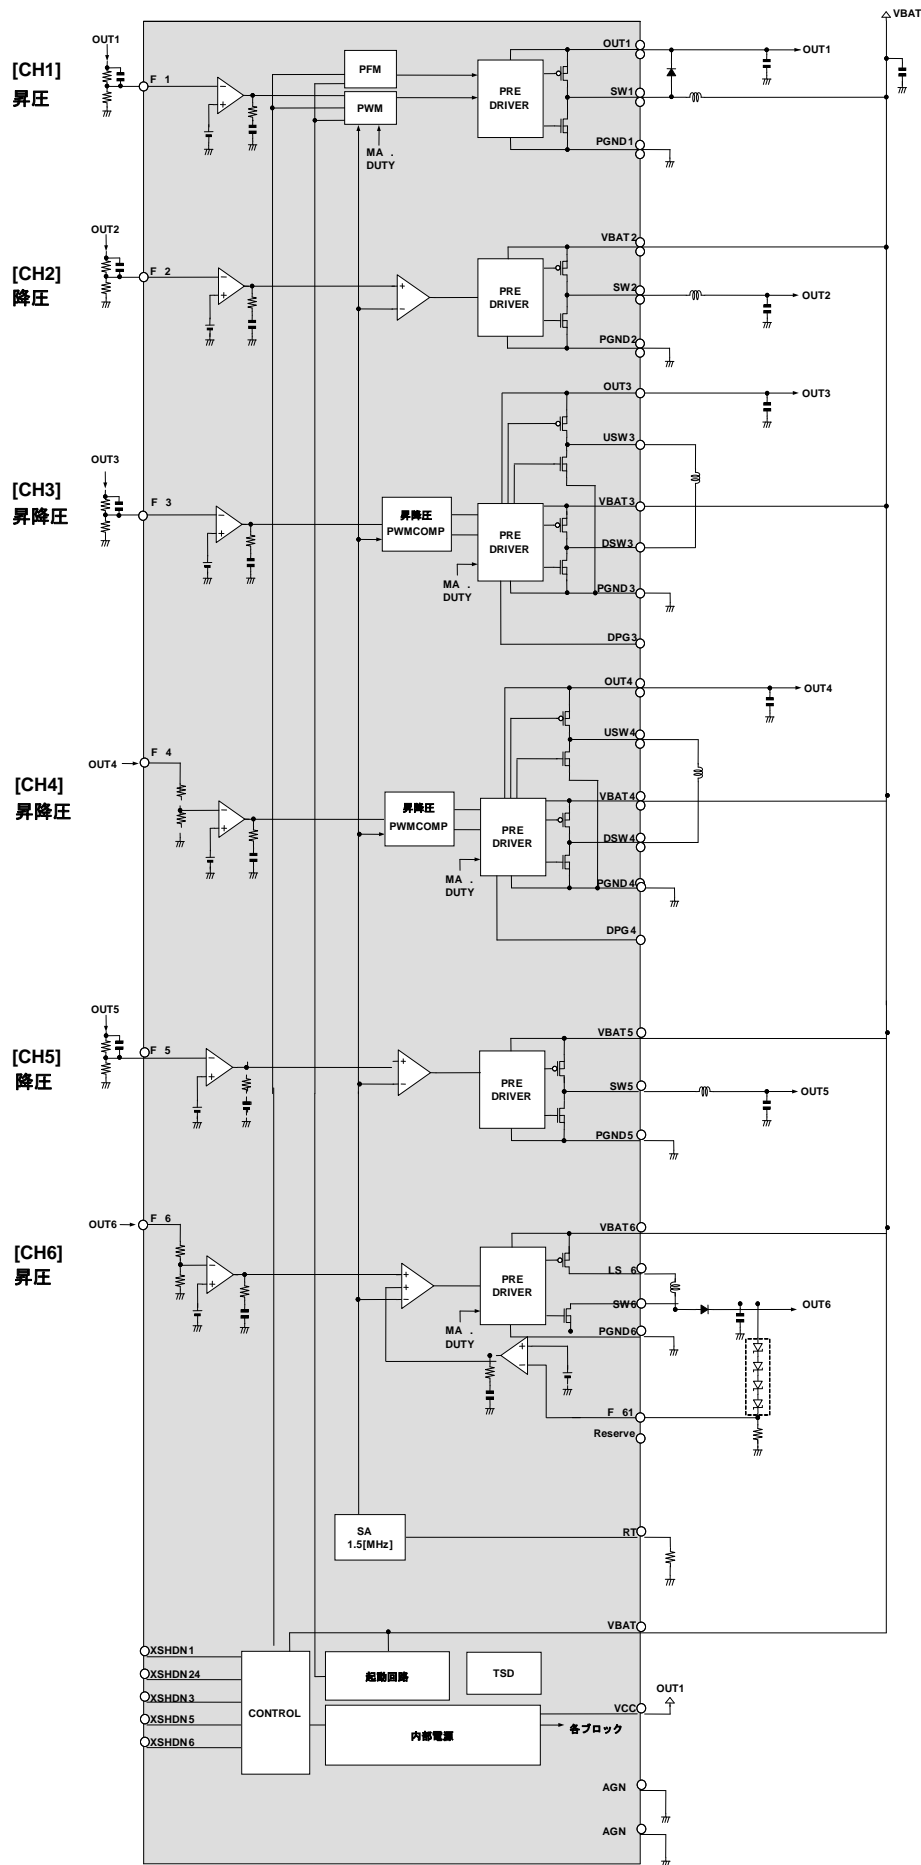 VBAT
OUT1
[CH1]
昇圧
F 1
PFM
PWM
MA .
DUTY
PRE
DRIVER
OUT1
SW1
PGND1
OUT1
OUT2
[CH2]
降圧
F 2
PRE
DRIVER
VBAT2
SW2
PGND2
OUT2
OUT3
[CH3]
昇降圧
F 3
昇降圧
PWMCOMP
MA .
DUTY
PRE
DRIVER
OUT3
USW3
VBAT3
DSW3
PGND3
DPG3
OUT3
OUT4
[CH4]
昇降圧
F 4
昇降圧
PWMCOMP
MA .
DUTY
PRE
DRIVER
OUT4
USW4
VBAT4
DSW4
PGND4
DPG4
OUT4
OUT5
[CH5]
降圧
F 5
PRE
DRIVER
VBAT5
SW5
PGND5
OUT5
OUT6
[CH6]
昇圧
F 6
MA .
DUTY
PRE
DRIVER
VBAT6
LS 6
SW6
PGND6
OUT6
F 61
Reserve
SA
1.5[MHz]
RT
VBAT
XSHDN1
XSHDN24
XSHDN3
XSHDN5
XSHDN6
CONTROL
起動回路
TSD
内部電源
各ブロック
VCC
OUT1
AGN
AGN